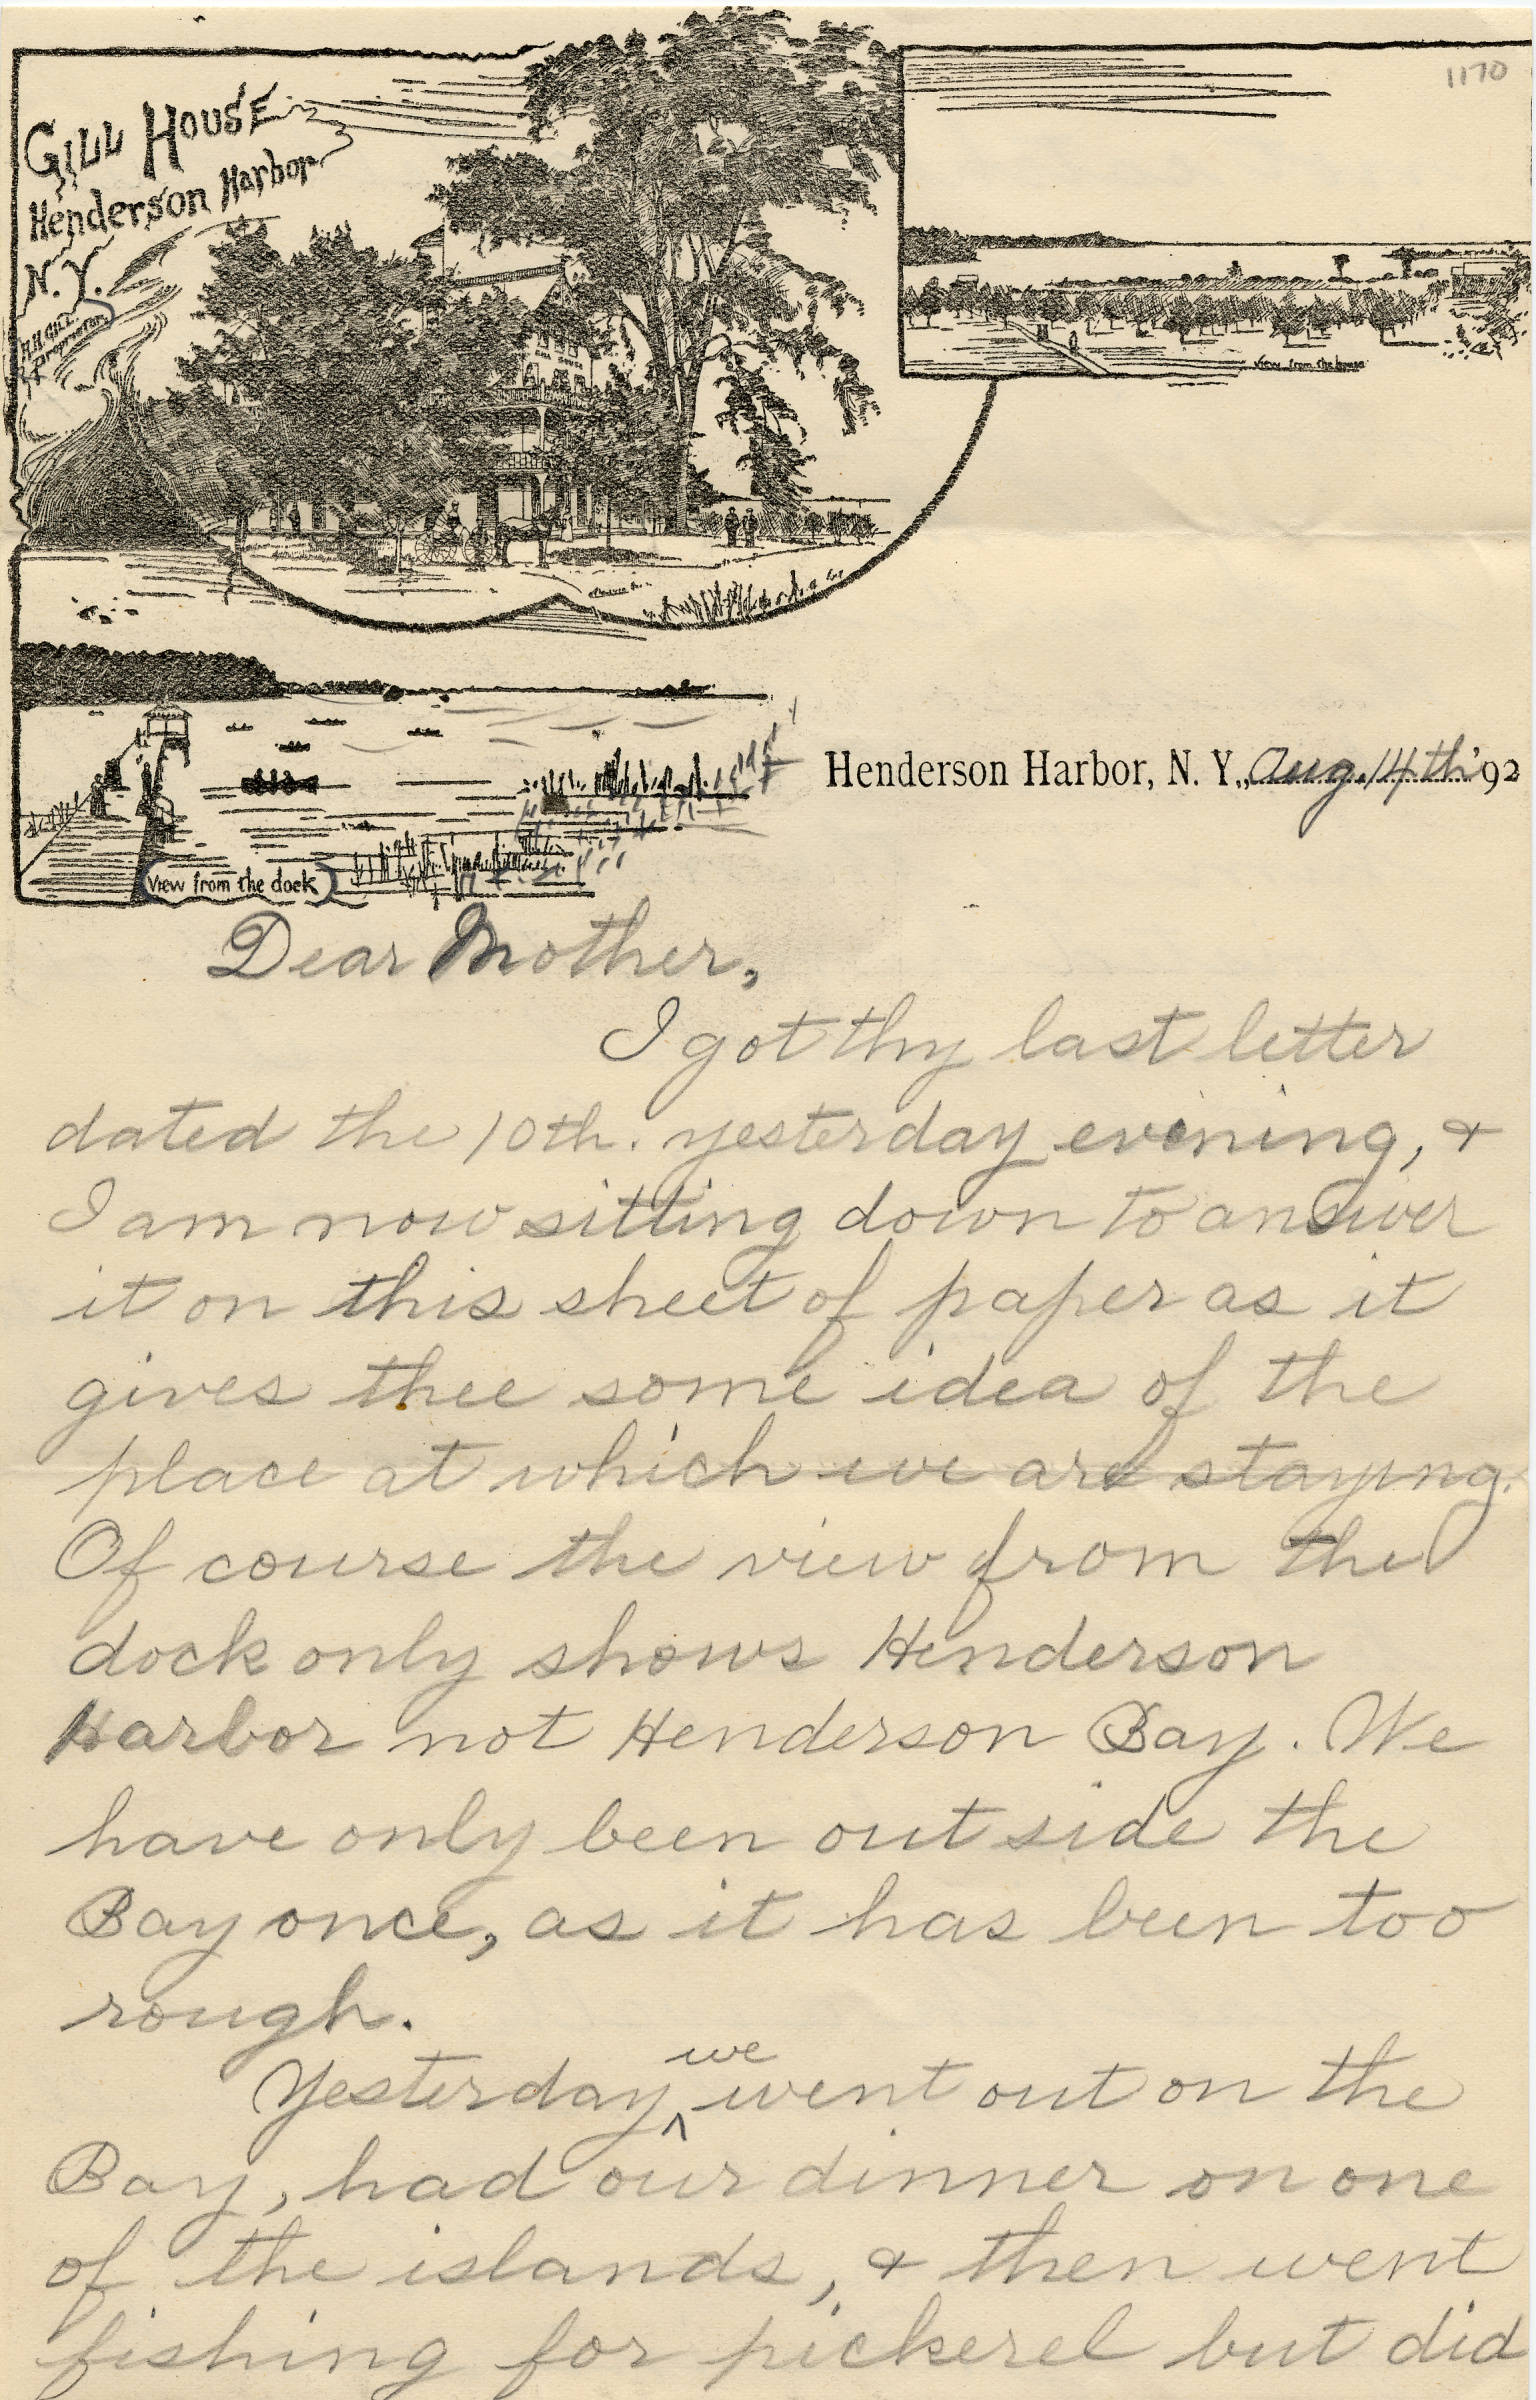 1170
GILL HOUSE
Henderson Harbor
N. Y.
H.H. GILL
Proprietor
GILL HOUSE
View from the house
View from the dock
Henderson Harbor, N. Y., Aug. 14th '92
Dear Mother,
I got thy last letter
dated the 10th. yesterday evening, &
I am now sitting down to answer
it on this sheet of paper as it
gives thee some idea of the
place at which we are staying.
Of course the view from the
dock only shows Henderson
Harbor not Henderson Bay. We
have only been outside the
Bay once, as it has been too
rough.
Yesterday ^we went out on the
Bay, had our dinner on one
of the islands, & then went
fishing for pickerel but did